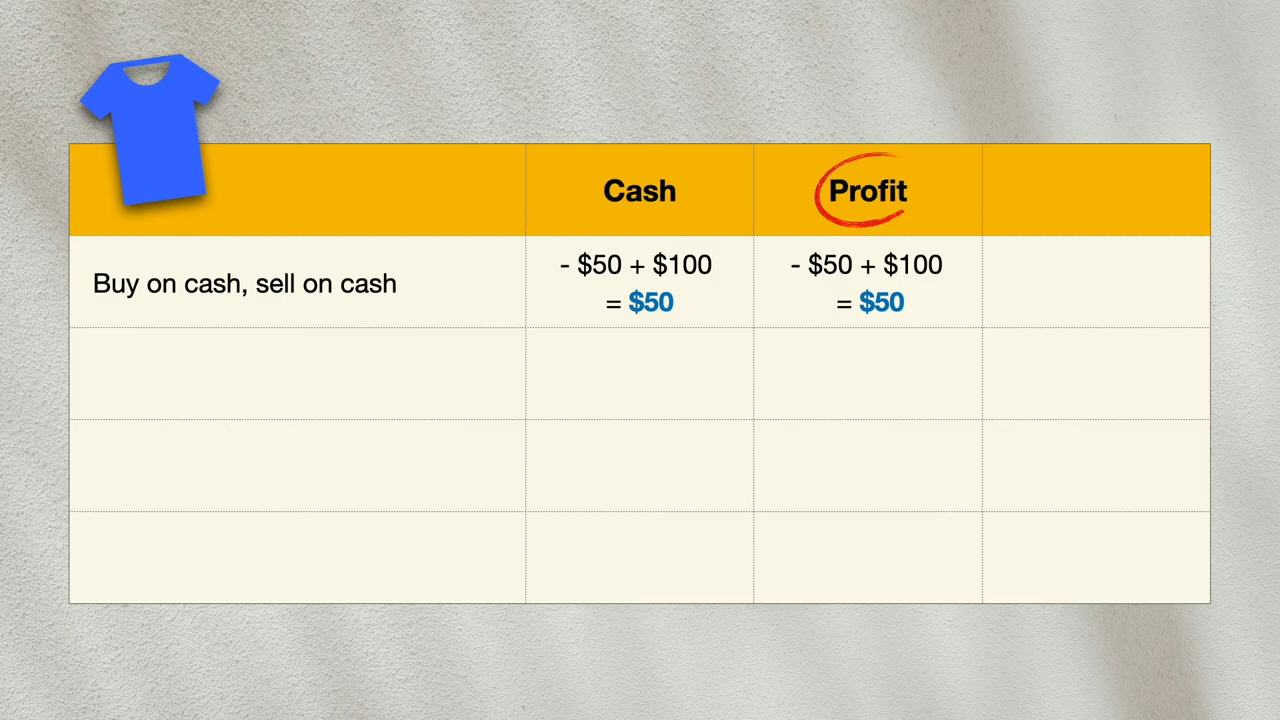 Cash
Profit
Buy on cash, sell on cash
- $50 + $100
= $50
- $50 + $100
= $50